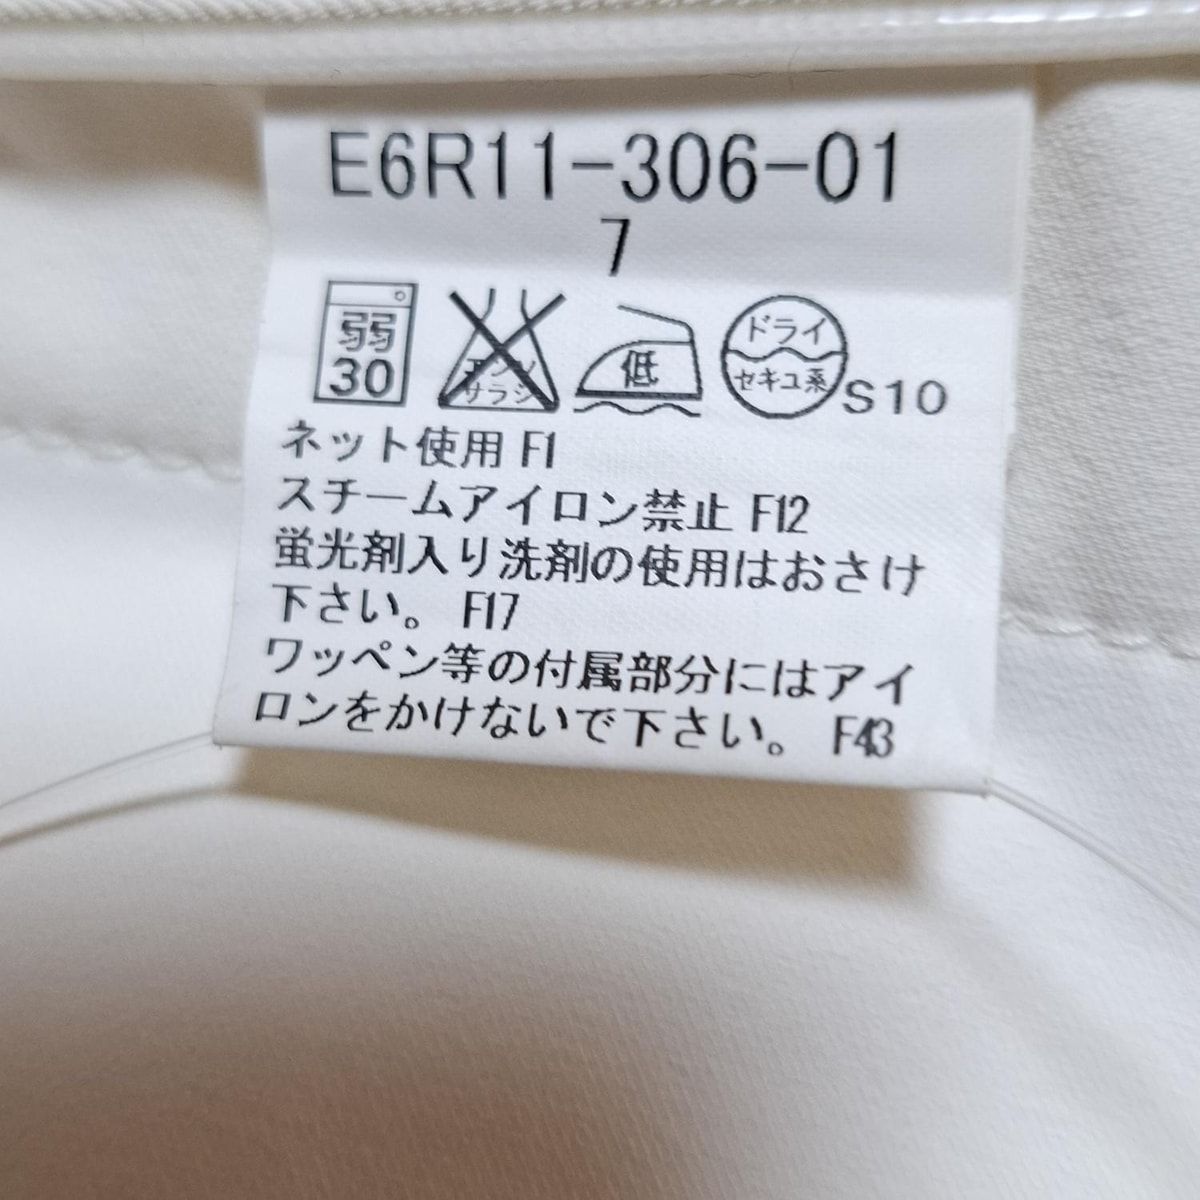 E6R11-306-01
7
弱
30
エンソ
サラシ
低
ドライ
セキユ系
S10
ネット使用 F1
スチームアイロン禁止 F12
蛍光剤入り洗剤の使用はおさけ
下さい。 F17
ワッペン等の付属部分にはアイ
ロンをかけないで下さい。 F43